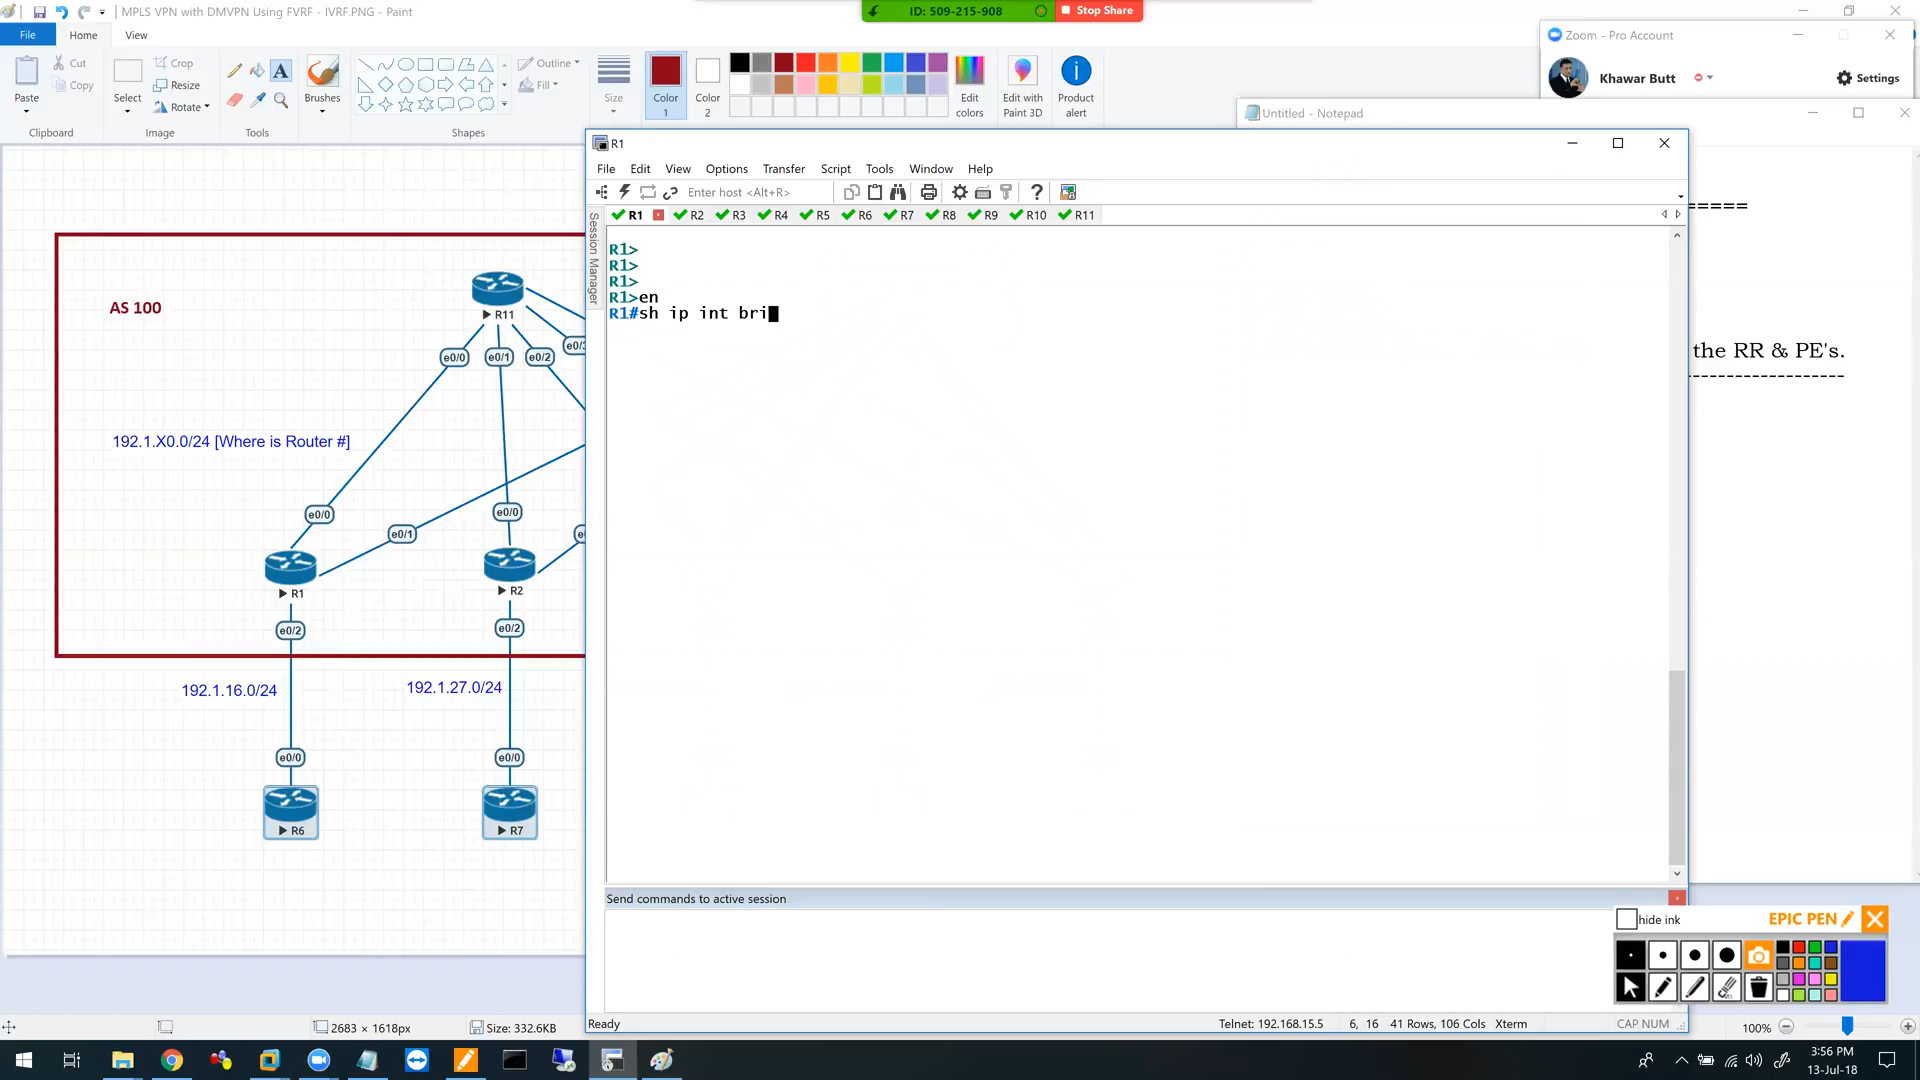 MPLS VPN with DMVPN Using FVRF - IVRF.PNG - Paint
ID: 509-215-908
Stop Share
File
Home
View
Zoom - Pro Account
Khawar Butt
Settings
Paste
Cut
Copy
Clipboard
Select
Crop
Resize
Rotate
Image
Tools
Brushes
Outline
Fill
Shapes
Size
Color 1
Color 2
Edit colors
Edit with Paint 3D
Product alert
Untitled - Notepad
=====
the RR & PE's.
------------------
AS 100
R11
e0/0
e0/1
e0/2
192.1.X0.0/24 [Where is Router #]
e0/0
e0/1
e0/0
R1
R2
e0/2
e0/2
192.1.16.0/24
192.1.27.0/24
e0/0
e0/0
R6
R7
R1
File Edit View Options Transfer Script Tools Window Help
Enter host <Alt+R>
R1 R2 R3 R4 R5 R6 R7 R8 R9 R10 R11
Session Manager
R1>
R1>
R1>
R1>en
R1#sh ip int bri
Send commands to active session
Ready
Telnet: 192.168.15.5
6, 16
41 Rows, 106 Cols
Xterm
CAP NUM
hide ink
EPIC PEN
2683 × 1618px
Size: 332.6KB
100%
3:56 PM
13-Jul-18